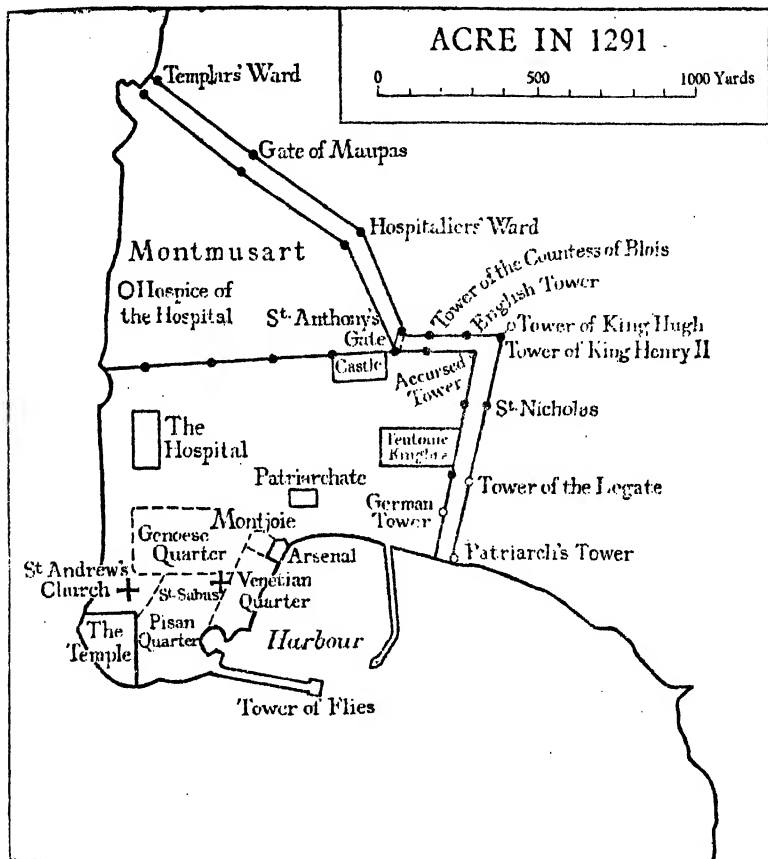 ACRE IN 1291
0 500 1000 Yards
Templars' Ward
Gate of Maupas
Hospitaliers' Ward
Montmusart
Hospice of
the Hospital
Tower of the Countess of Blois
English Tower
St. Anthony's
Gate
Tower of King Hugh
Tower of King Henry II
Castle
Accursed
Tower
St. Nicholas
The
Hospital
Teutonic
Knights
Patriarchate
Tower of the Legate
German
Tower
Montjoie
Genoese
Quarter
Arsenal
Patriarch's Tower
St Andrew's
Church
St. Sabas
Venetian
Quarter
The
Temple
Pisan
Quarter
Harbour
Tower of Flies